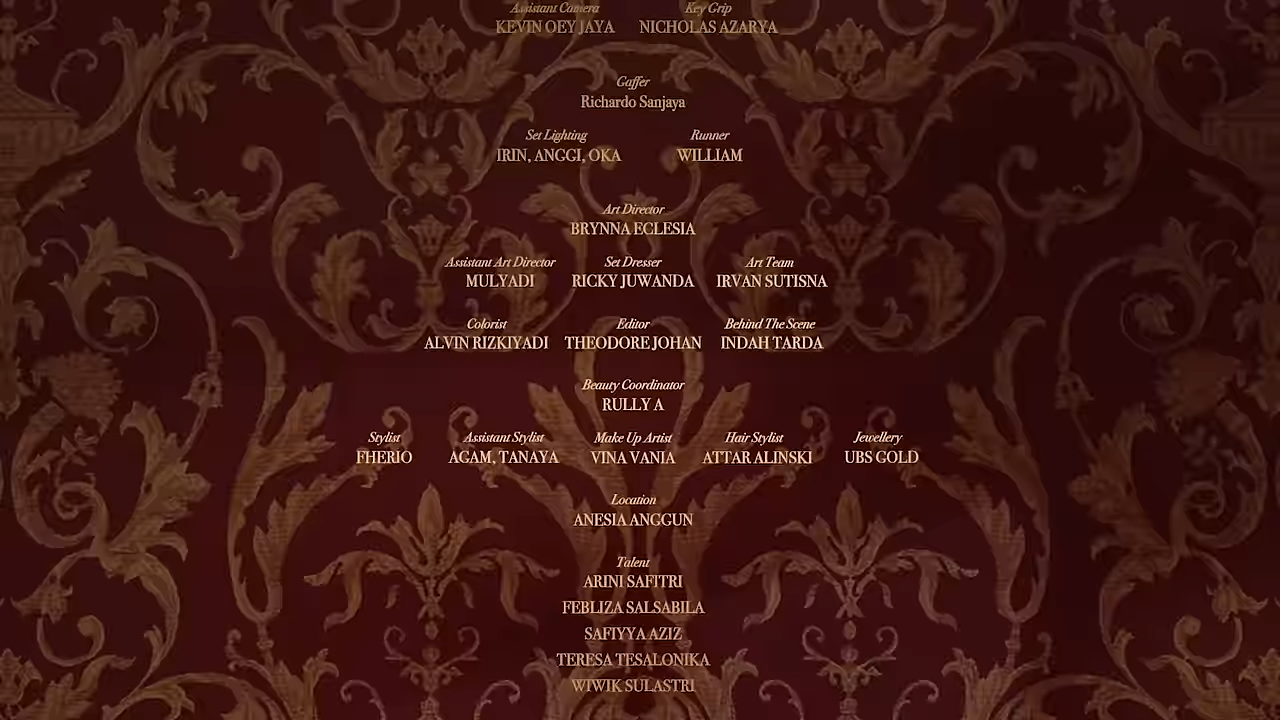 Assistant Camera Key Grip
KEVIN OEY JAYA NICHOLAS AZARYA
Gaffer
Richardo Sanjaya
Set Lighting Runner
IRIN, ANGGI, OKA WILLIAM
Art Director
BRYNNA ECLESIA
Assistant Art Director Set Dresser Art Team
MULYADI RICKY JUWANDA IRVAN SUTISNA
Colorist Editor Behind The Scene
ALVIN RIZKIYADI THEODORE JOHAN INDAH TARDA
Beauty Coordinator
RULLY A
Stylist Assistant Stylist Make Up Artist Hair Stylist Jewellery
FHERIO AGAM, TANAYA VINA VANIA ATTAR ALINSKI UBS GOLD
Location
ANESIA ANGGUN
Talent
ARINI SAFITRI
FEBLIZA SALSABILA
SAFIYYA AZIZ
TERESA TESALONIKA
WIWIK SULASTRI